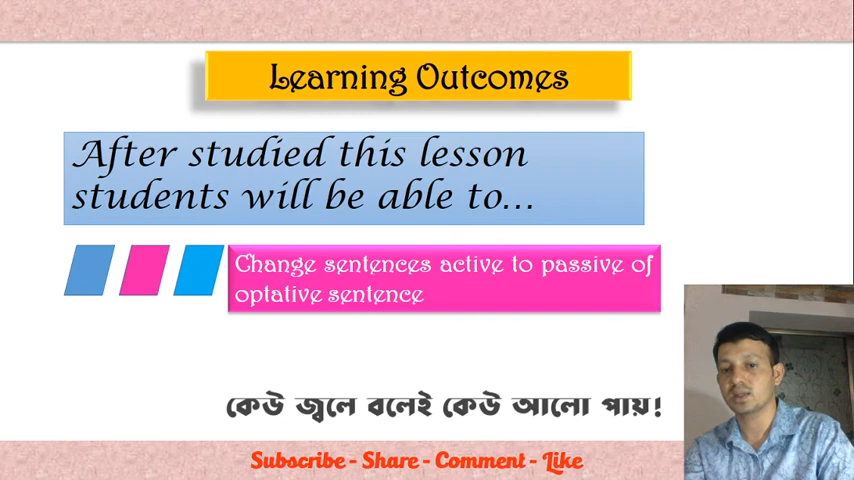 Learning Outcomes
After studied this lesson
students will be able to...
Change sentences active to passive of
optative sentence
কেউ জ্বলে বলেই কেউ আলো পায়!
Subscribe - Share - Comment - Like